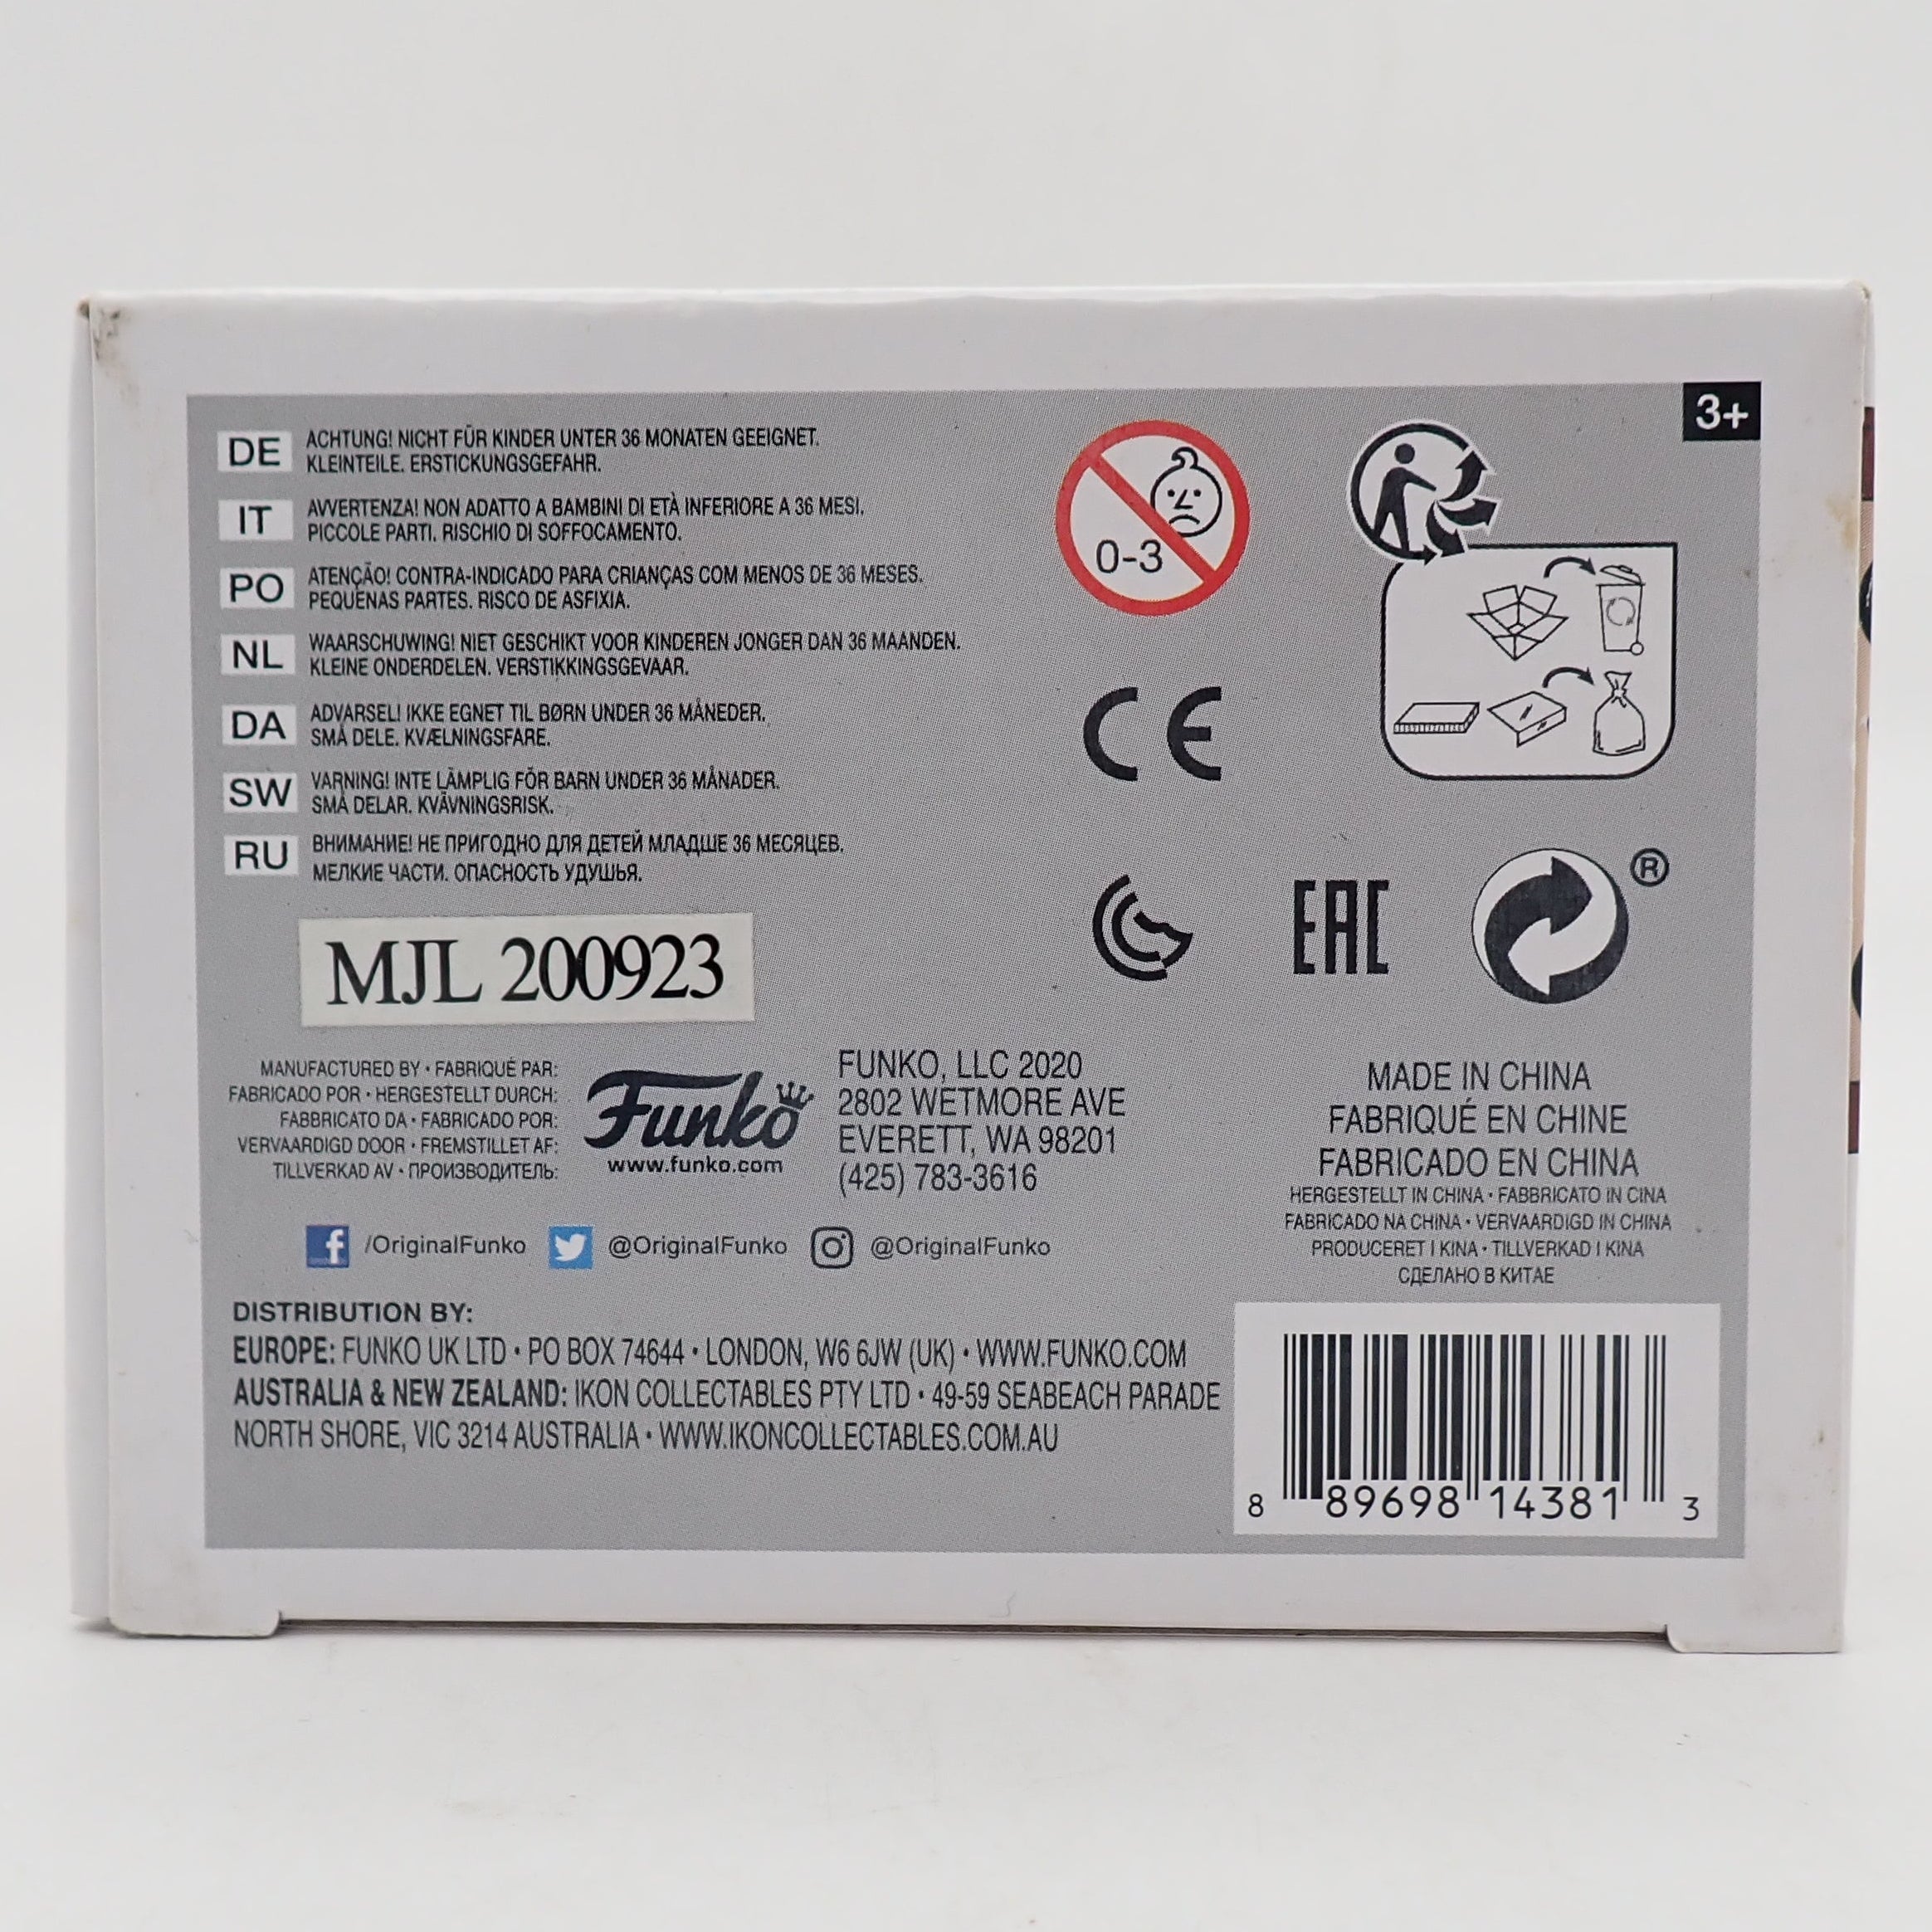 3+
DE
ACHTUNG! NICHT FÜR KINDER UNTER 36 MONATEN GEEIGNET.
KLEINTEILE. ERSTICKUNGSGEFAHR.
IT
AVVERTENZA! NON ADATTO A BAMBINI DI ETÀ INFERIORE A 36 MESI.
PICCOLE PARTI. RISCHIO DI SOFFOCAMENTO.
PO
ATENÇÃO! CONTRA-INDICADO PARA CRIANÇAS COM MENOS DE 36 MESES.
PEQUENAS PARTES. RISCO DE ASFIXIA.
NL
WAARSCHUWING! NIET GESCHIKT VOOR KINDEREN JONGER DAN 36 MAANDEN.
KLEINE ONDERDELEN. VERSTIKKINGSGEVAAR.
DA
ADVARSEL! IKKE EGNET TIL BØRN UNDER 36 MÅNEDER.
SMÅ DELE. KVÆLNINGSFARE.
SW
VARNING! INTE LÄMPLIG FÖR BARN UNDER 36 MÅNADER.
SMÅ DELAR. KVÄVNINGSRISK.
RU
ВНИМАНИЕ! НЕ ПРИГОДНО ДЛЯ ДЕТЕЙ МЛАДШЕ 36 МЕСЯЦЕВ.
МЕЛКИЕ ЧАСТИ. ОПАСНОСТЬ УДУШЬЯ.
0-3
CE
EAC
®
MJL 200923
MANUFACTURED BY • FABRIQUÉ PAR:
FABRICADO POR • HERGESTELLT DURCH:
FABBRICATO DA • FABRICADO POR:
VERVAARDIGD DOOR • FREMSTILLET AF:
TILLVERKAD AV • ПРОИЗВОДИТЕЛЬ:
Funko
www.funko.com
FUNKO, LLC 2020
2802 WETMORE AVE
EVERETT, WA 98201
(425) 783-3616
MADE IN CHINA
FABRIQUÉ EN CHINE
FABRICADO EN CHINA
HERGESTELLT IN CHINA • FABBRICATO IN CINA
FABRICADO NA CHINA • VERVAARDIGD IN CHINA
PRODUCERET I KINA • TILLVERKAD I KINA
СДЕЛАНО В КИТАЕ
f /OriginalFunko @OriginalFunko @OriginalFunko
DISTRIBUTION BY:
EUROPE: FUNKO UK LTD • PO BOX 74644 • LONDON, W6 6JW (UK) • WWW.FUNKO.COM
AUSTRALIA & NEW ZEALAND: IKON COLLECTABLES PTY LTD • 49-59 SEABEACH PARADE
NORTH SHORE, VIC 3214 AUSTRALIA • WWW.IKONCOLLECTABLES.COM.AU
8 89698 14381 3